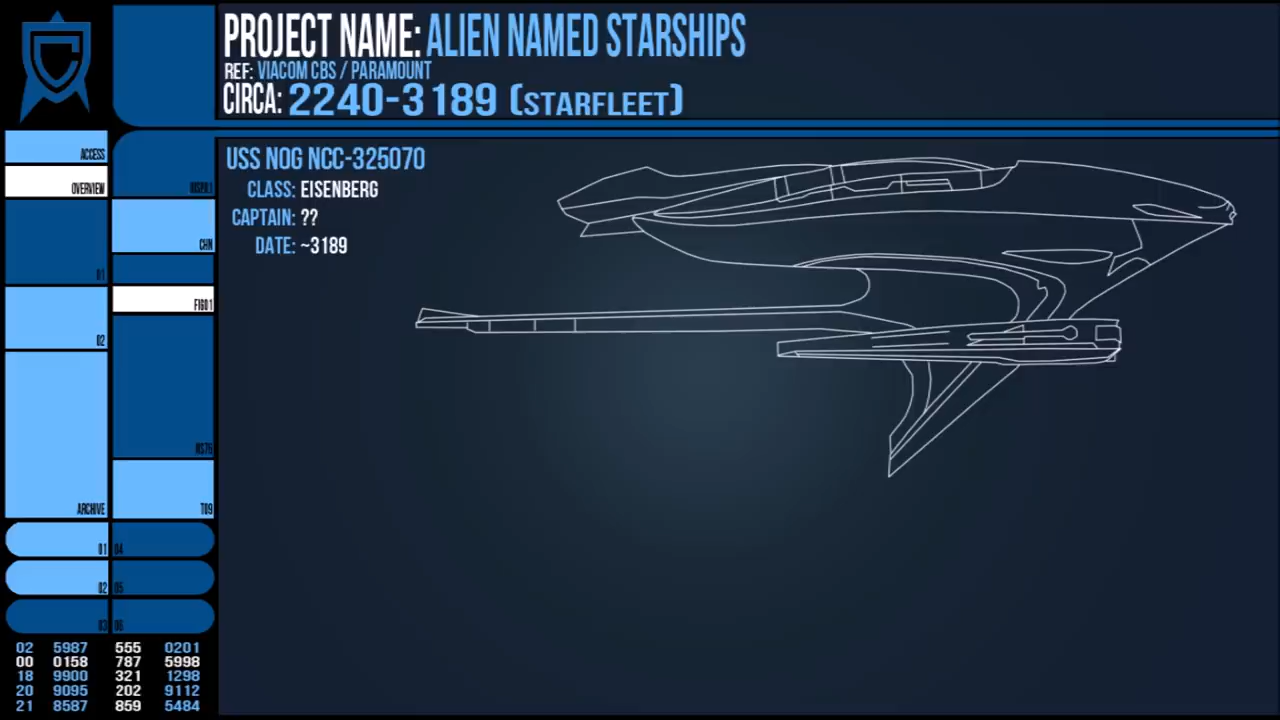 PROJECT NAME: ALIEN NAMED STARSHIPS
REF: VIACOM CBS / PARAMOUNT
CIRCA: 2240-3189 (STARFLEET)
ACCESS
OVERVIEW
01
02
ARCHIVE
01 04
02 05
03 06
CHN
F1601
T09
USS NOG NCC-325070
CLASS: EISENBERG
CAPTAIN: ??
DATE: ~3189
02 5987 555 0201
00 0158 787 5998
18 9900 321 1298
20 9095 202 9112
21 8587 859 5484